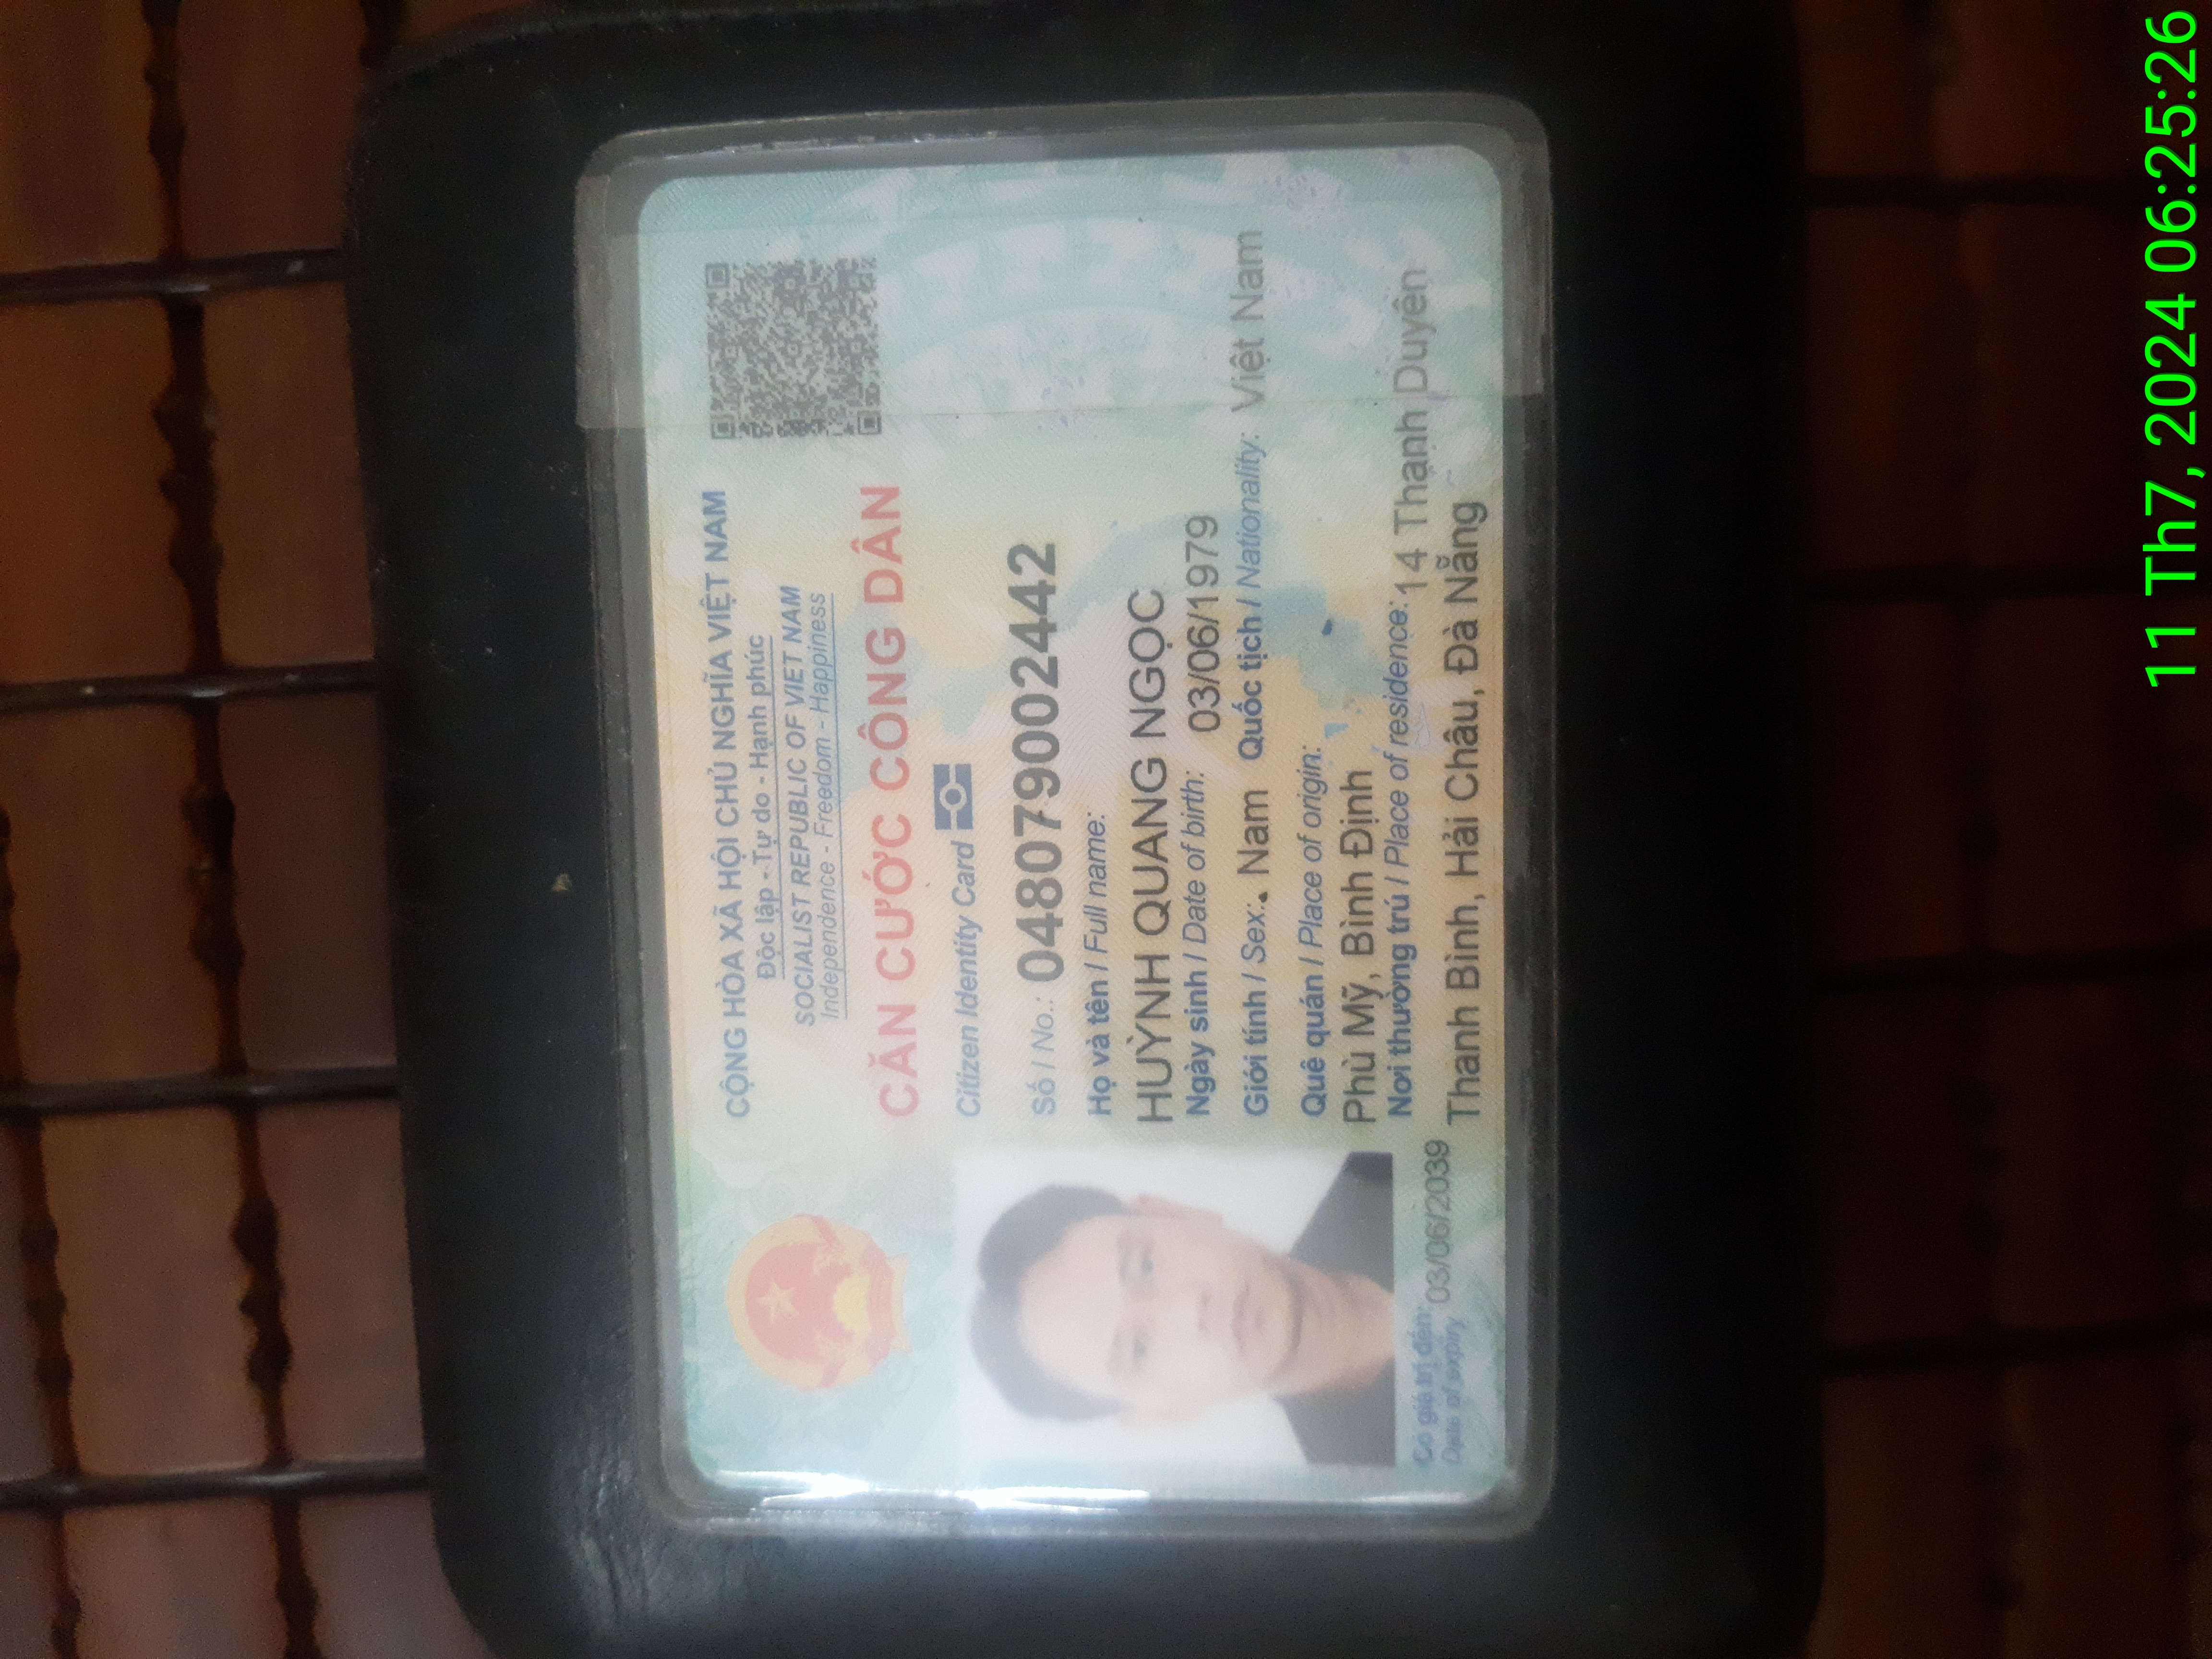 CỘNG HÒA XÃ HỘI CHỦ NGHĨA VIỆT NAM
Độc lập - Tự do - Hạnh phúc
SOCIALIST REPUBLIC OF VIET NAM
Independence - Freedom - Happiness
CĂN CƯỚC CÔNG DÂN
Citizen Identity Card
Số / No.: 048079002442
Họ và tên / Full name:
HUỲNH QUANG NGỌC
Ngày sinh / Date of birth: 03/06/1979
Giới tính / Sex: Nam Quốc tịch / Nationality: Việt Nam
Quê quán / Place of origin:
Phù Mỹ, Bình Định
Nơi thường trú / Place of residence: 14 Thạnh Duyên
Thanh Bình, Hải Châu, Đà Nẵng
Có giá trị đến: 03/06/2039
Date of expiry
11 Th7, 2024 06:25:26